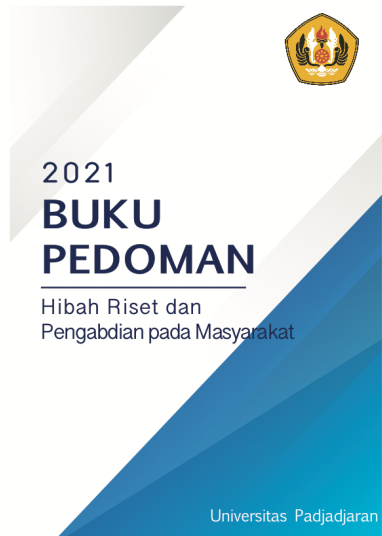 2021
BUKU
PEDOMAN
Hibah Riset dan
Pengabdian pada Masyarakat
Universitas Padjadjaran